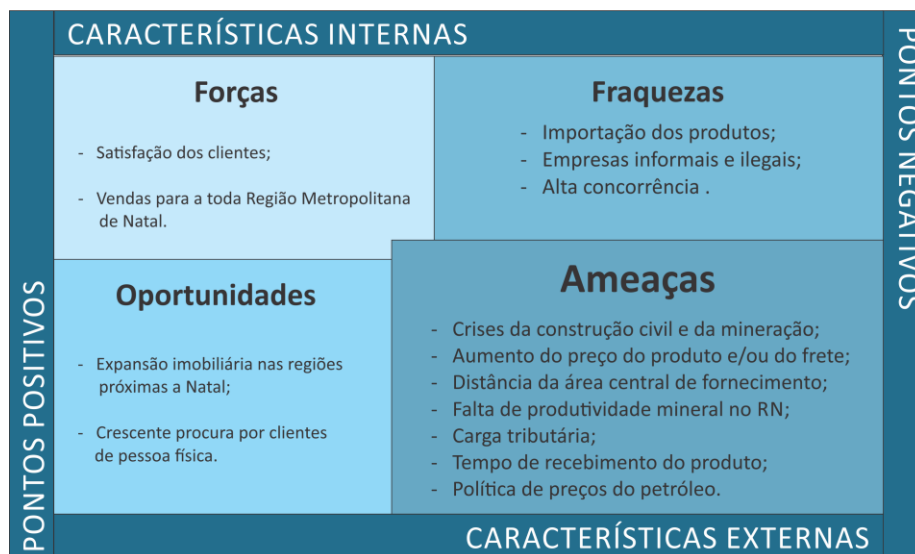 CARACTERÍSTICAS INTERNAS
PONTOS POSITIVOS
PONTOS NEGATIVOS
Forças
- Satisfação dos clientes;
- Vendas para a toda Região Metropolitana
de Natal.
Fraquezas
- Importação dos produtos;
- Empresas informais e ilegais;
- Alta concorrência .
Oportunidades
- Expansão imobiliária nas regiões
próximas a Natal;
- Crescente procura por clientes
de pessoa física.
Ameaças
- Crises da construção civil e da mineração;
- Aumento do preço do produto e/ou do frete;
- Distância da área central de fornecimento;
- Falta de produtividade mineral no RN;
- Carga tributária;
- Tempo de recebimento do produto;
- Política de preços do petróleo.
CARACTERÍSTICAS EXTERNAS